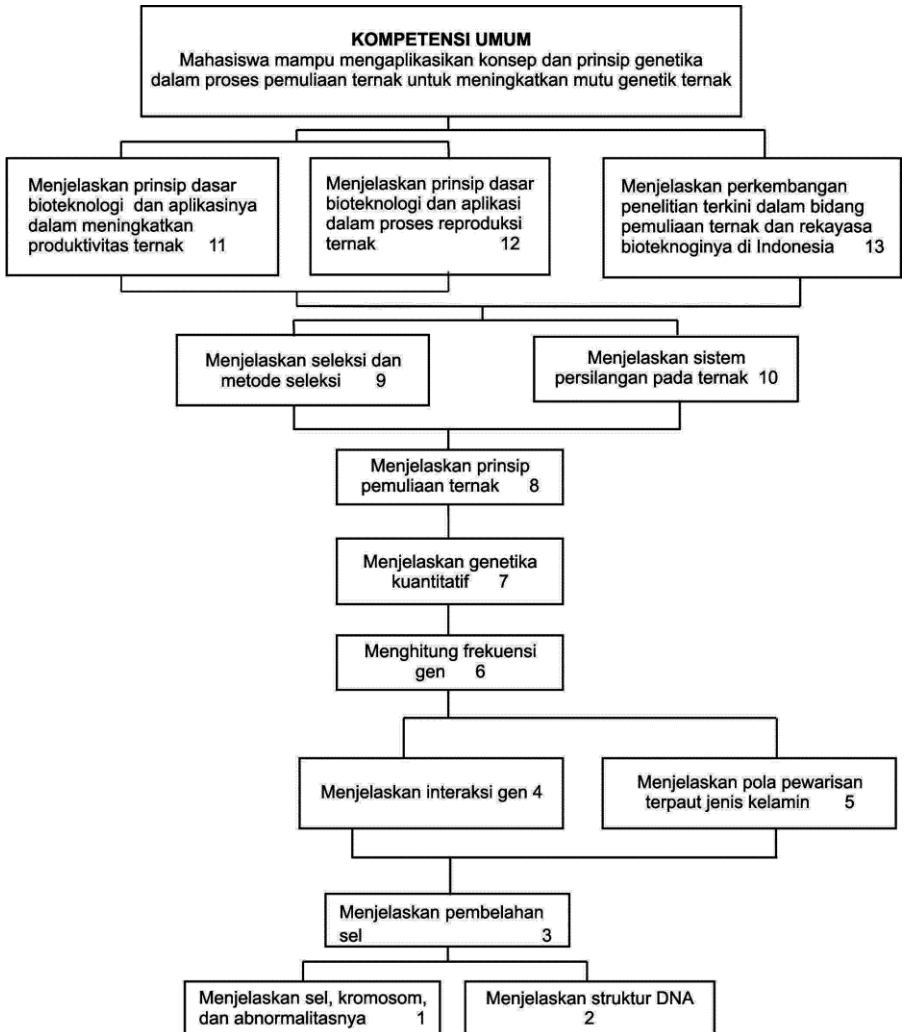 KOMPETENSI UMUM
Mahasiswa mampu mengaplikasikan konsep dan prinsip genetika
dalam proses pemuliaan ternak untuk meningkatkan mutu genetik ternak
Menjelaskan prinsip dasar
bioteknologi dan aplikasinya
dalam meningkatkan
produktivitas ternak 11
Menjelaskan prinsip dasar
bioteknologi dan aplikasi
dalam proses reproduksi
ternak 12
Menjelaskan perkembangan
penelitian terkini dalam bidang
pemuliaan ternak dan rekayasa
bioteknoginya di Indonesia 13
Menjelaskan seleksi dan
metode seleksi 9
Menjelaskan sistem
persilangan pada ternak 10
Menjelaskan prinsip
pemuliaan ternak 8
Menjelaskan genetika
kuantitatif 7
Menghitung frekuensi
gen 6
Menjelaskan interaksi gen 4
Menjelaskan pola pewarisan
terpaut jenis kelamin 5
Menjelaskan pembelahan
sel 3
Menjelaskan sel, kromosom,
dan abnormalitasnya 1
Menjelaskan struktur DNA
2